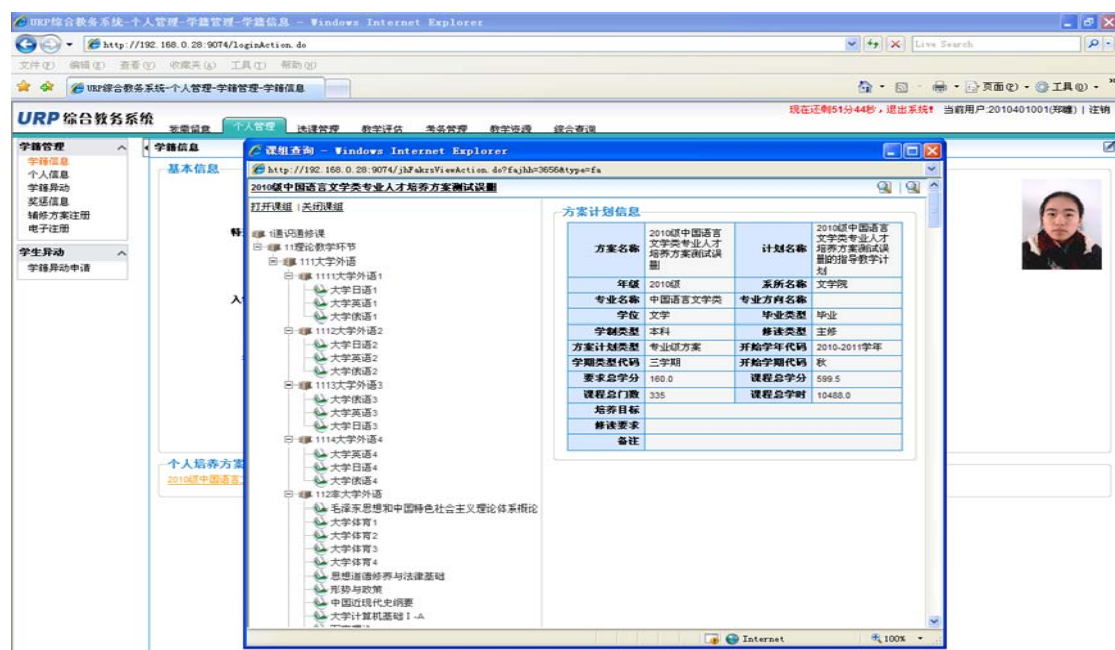 URP综合教务系统-个人管理-学籍管理-学籍信息 - Windows Internet Explorer
http://192.168.0.28:9074/loginAction.do
Live Search
文件(F) 编辑(E) 查看(V) 收藏夹(A) 工具(T) 帮助(H)
URP综合教务系统-个人管理-学籍管理-学籍信息
页面(P) 工具(O)
URP 综合教务系统
现在还剩51分44秒，退出系统!
当前用户:2010401001
注销
个人管理 选课管理 教学评估 考务管理 教学资源 综合查询
学籍管理
学籍信息
个人信息
学籍异动
奖惩信息
辅修方案注册
电子注册
学生异动
学籍异动申请
学籍信息
基本信息
特
入
个人培养方案
2010级中国语言
课组查询 - Windows Internet Explorer
http://192.168.0.28:9074/jhFakzsViewAction.do?fajhh=3656&type=fa
2010级中国语言文学类专业人才培养方案测试误删
打开课组 | 关闭课组
1通识通修课
11理论教学环节
111大学外语
1111大学外语1
大学日语1
大学英语1
大学俄语1
1112大学外语2
大学日语2
大学英语2
大学俄语2
1113大学外语3
大学俄语3
大学英语3
大学日语3
1114大学外语4
大学英语4
大学日语4
大学俄语4
112非大学外语
毛泽东思想和中国特色社会主义理论体系概论
大学体育1
大学体育2
大学体育3
大学体育4
思想道德修养与法律基础
形势与政策
中国近现代史纲要
大学计算机基础Ⅰ-A
方案计划信息
方案名称 2010级中国语言文学类专业人才培养方案测试误删 计划名称 2010级中国语言文学类专业人才培养方案测试误删的指导教学计划
年级 2010级 系所名称 文学院
专业名称 中国语言文学类 专业方向名称
学位 文学 毕业类型 毕业
学制类型 本科 修读类型 主修
方案计划类型 专业级方案 开始学年代码 2010-2011学年
学期类型代码 三学期 开始学期代码 秋
要求总学分 160.0 课程总学分 599.5
课程总门数 335 课程总学时 10488.0
培养目标
修读要求
备注
Internet
100%